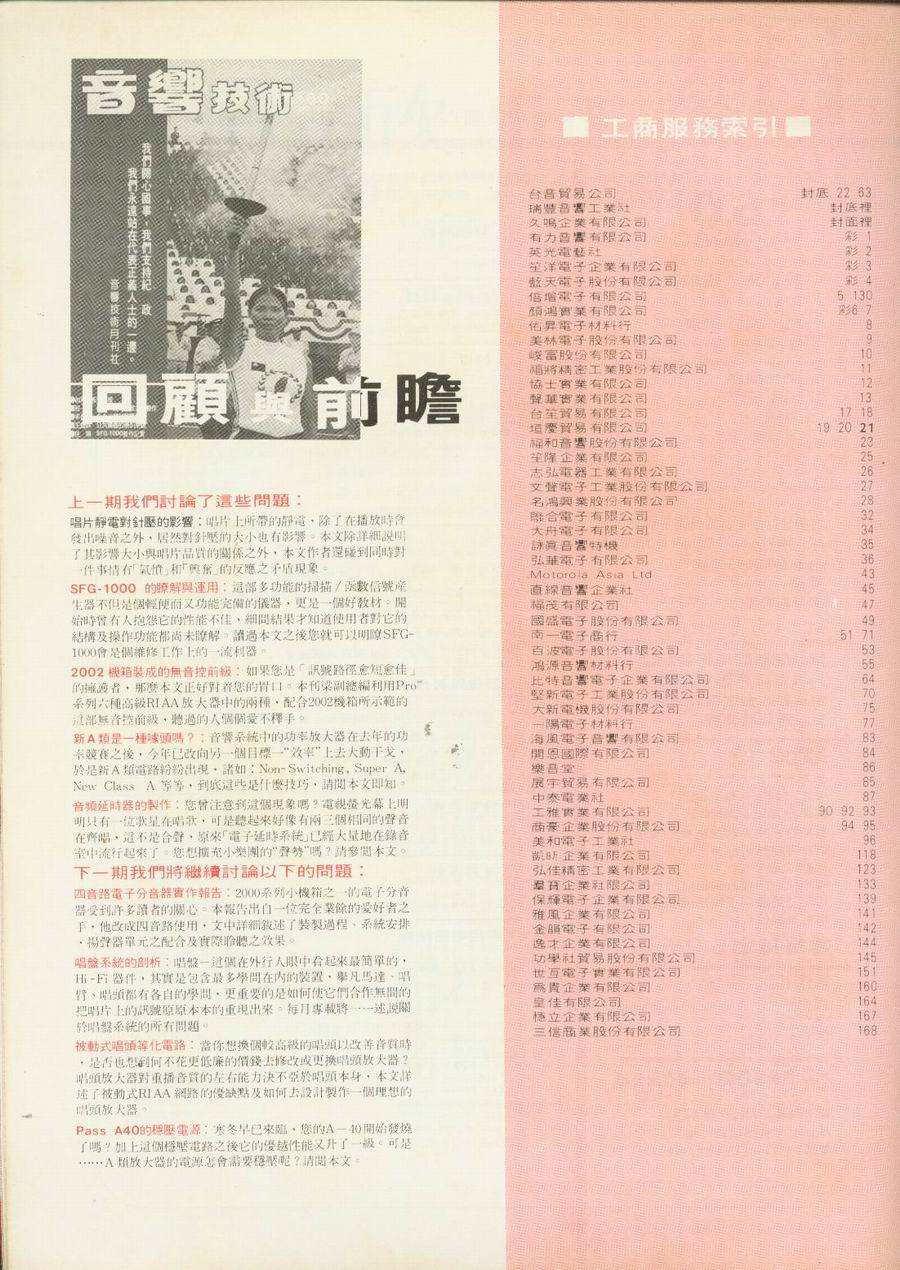 音響技術
我們關心國事，我們支持紀 政
我們永遠站在代表正義人士的一邊。
音響技術月刊社
回顧與前瞻
上一期我們討論了這些問題：
唱片靜電對針壓的影響：唱片上所帶的靜電，除了在播放時會
發出噪音之外，居然對針壓的大小也有影響。本文除詳細説明
了其影響大小與唱片品質的關係之外，本文作者還碰到同時對
一件事情有「氣憤」和「興奮」的反應之矛盾現象。
SFG-1000 的瞭解與運用：這部多功能的掃描／函數信號產
生器不但是個輕便而又功能完備的儀器，更是一個好教材。開
始時曾有人抱怨它的性能不佳，細問結果才知道使用者對它的
結構及操作功能都尚未瞭解。讀過本文之後您就可以明瞭SFG-
1000會是個維修工作上的一流利器。
2002 機箱裝成的無音控前級：如果您是「訊號路徑愈短愈佳」
的擁護者，那麼本文正好對着您的胃口。本刊梁副總編利用Pro
系列六種高級RIAA放大器中的兩種，配合2002機箱所示範的
這部無音控前級，聽過的人個個愛不釋手。
新A類是一種噱頭嗎？：音響系統中的功率放大器在去年的功
率競賽之後，今年已改向另一個目標一“效率”上去大動干戈，
於是新A類電路紛紛出現，諸如：Non-Switching, Super A,
New Class A 等等，到底這些是什麼技巧，請閱本文即知。
音頻延時器的製作：您曾注意到這個現象嗎？電視螢光幕上明
明只有一位歌星在唱歌，可是聽起來好像有兩三個相同的聲音
在齊唱，這不是合聲，原來「電子延時系統」已經大量地在錄音
室中流行起來了。您想擴充小樂團的“聲勢”嗎？請參閱本文。
下一期我們將繼續討論以下的問題：
四音路電子分音器實作報告：2000系列小機箱之一的電子分音
器受到許多讀者的關心。本報告出自一位完全業餘的愛好者之
手，他改成四音路使用，文中詳細敘述了裝製過程、系統安排
，揚聲器單元之配合及實際聆聽之效果。
唱盤系統的剖析：唱盤－這個在外行人眼中看起來最簡單的，
Hi-Fi 器件，其實是包含最多學問在內的裝置，舉凡馬達、唱
臂、唱頭都有各自的學問，更重要的是如何使它們合作無間的
把唱片上的訊號原原本本的重現出來。每月專載將一一述説關
於唱盤系統的所有問題。
被動式唱頭等化電路：當你想換個較高級的唱頭以改善音質時
，是否也想到何不花更低廉的價錢去修改或更換唱頭放大器？
唱頭放大器對重播音質的左右能力決不亞於唱頭本身，本文詳
述了被動式RIAA 網路的優缺點及如何去設計製作一個理想的
唱頭放大器。
Pass A40的穩壓電源：寒冬早已來臨，您的A－40開始發燒
了嗎？加上這個穩壓電路之後它的優越性能又升了一級。可是
……A 類放大器的電源怎會需要穩壓呢？請閱本文。
■ 工商服務索引 ■
台音貿易公司 封底 22 63
瑞豐音響工業社 封底裡
久鳴企業有限公司 封面裡
有力音響有限公司 彩 1
英光電藝社 彩 2
笙洋電子企業有限公司 彩 3
藍天電子股份有限公司 彩 4
倍增電子有限公司 5 130
顏鴻實業有限公司 彩6 7
佑昇電子材料行 8
美林電子股份有限公司 9
峻富股份有限公司 10
福將精密工業股份有限公司 11
協士實業有限公司 12
聲華實業有限公司 13
台笙貿易有限公司 17 18
垣慶貿易有限公司 19 20 21
福和音響股份有限公司 23
笙隆企業有限公司 25
志弘電器工業有限公司 26
文聲電子工業股份有限公司 27
名鴻興業股份有限公司 28
聯合電子有限公司 32
大舟電子有限公司 34
詠眞音響特機 35
弘華電子有限公司 36
Motorola Asia Ltd 43
直線音響企業社 45
福茂有限公司 47
國盛電子股份有限公司 49
南一電子商行 51 71
百波電子股份有限公司 53
鴻源音響材料行 55
比特音響電子企業有限公司 64
堅新電子工業股份有限公司 70
大新電機股份有限公司 75
一陽電子材料行 77
海風電子音響有限公司 83
開恩國際有限公司 84
樂音堂 86
展宇貿易有限公司 85
中泰電業社 87
工雅實業有限公司 90 92 93
商豪企業股份有限公司 94 95
美和電子工業社 96
凱昕企業有限公司 118
弘佳精密工業有限公司 123
羣寶企業社限公司 133
保輝電子企業有限公司 139
雅風企業有限公司 141
金韻電子有限公司 142
逸才企業有限公司 144
功學社貿易股份有限公司 145
世亙電子實業有限公司 151
爲貴企業有限公司 160
皇佳有限公司 164
極立企業有限公司 167
三信商業股份有限公司 168